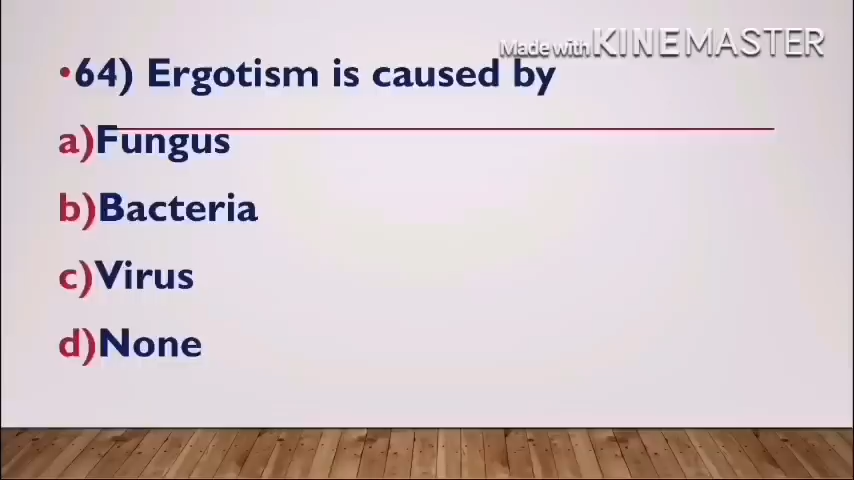 Made with KINEMASTER
•64) Ergotism is caused by
a)Fungus
b)Bacteria
c)Virus
d)None